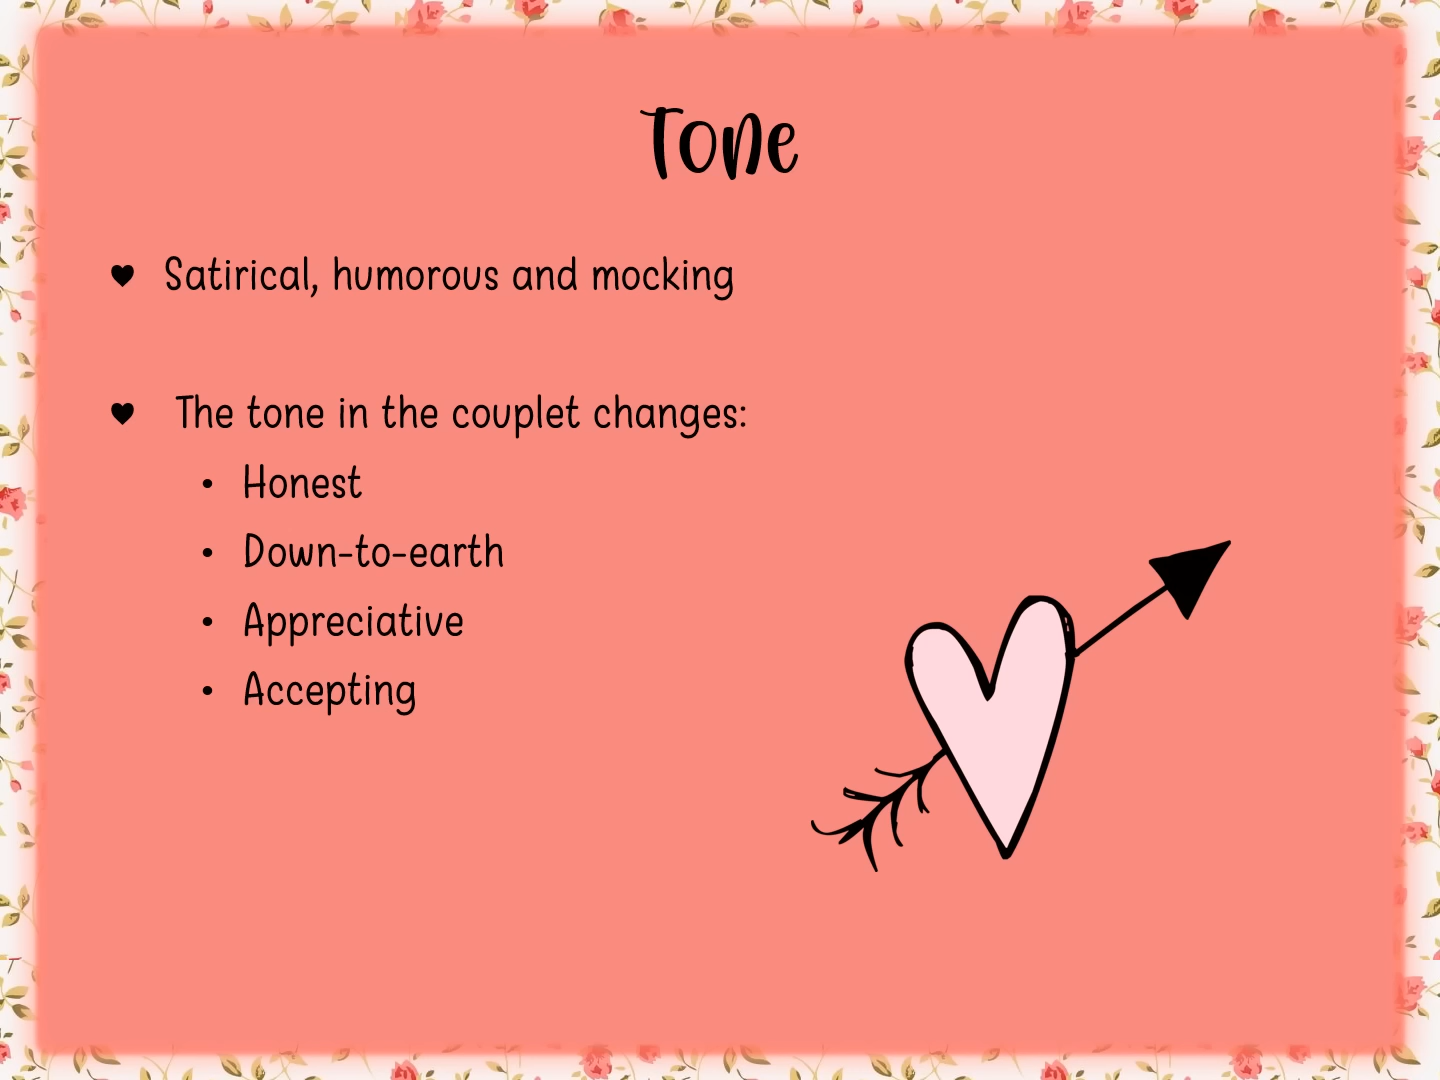 Tone
♥ Satirical, humorous and mocking
♥ The tone in the couplet changes:
• Honest
• Down-to-earth
• Appreciative
• Accepting